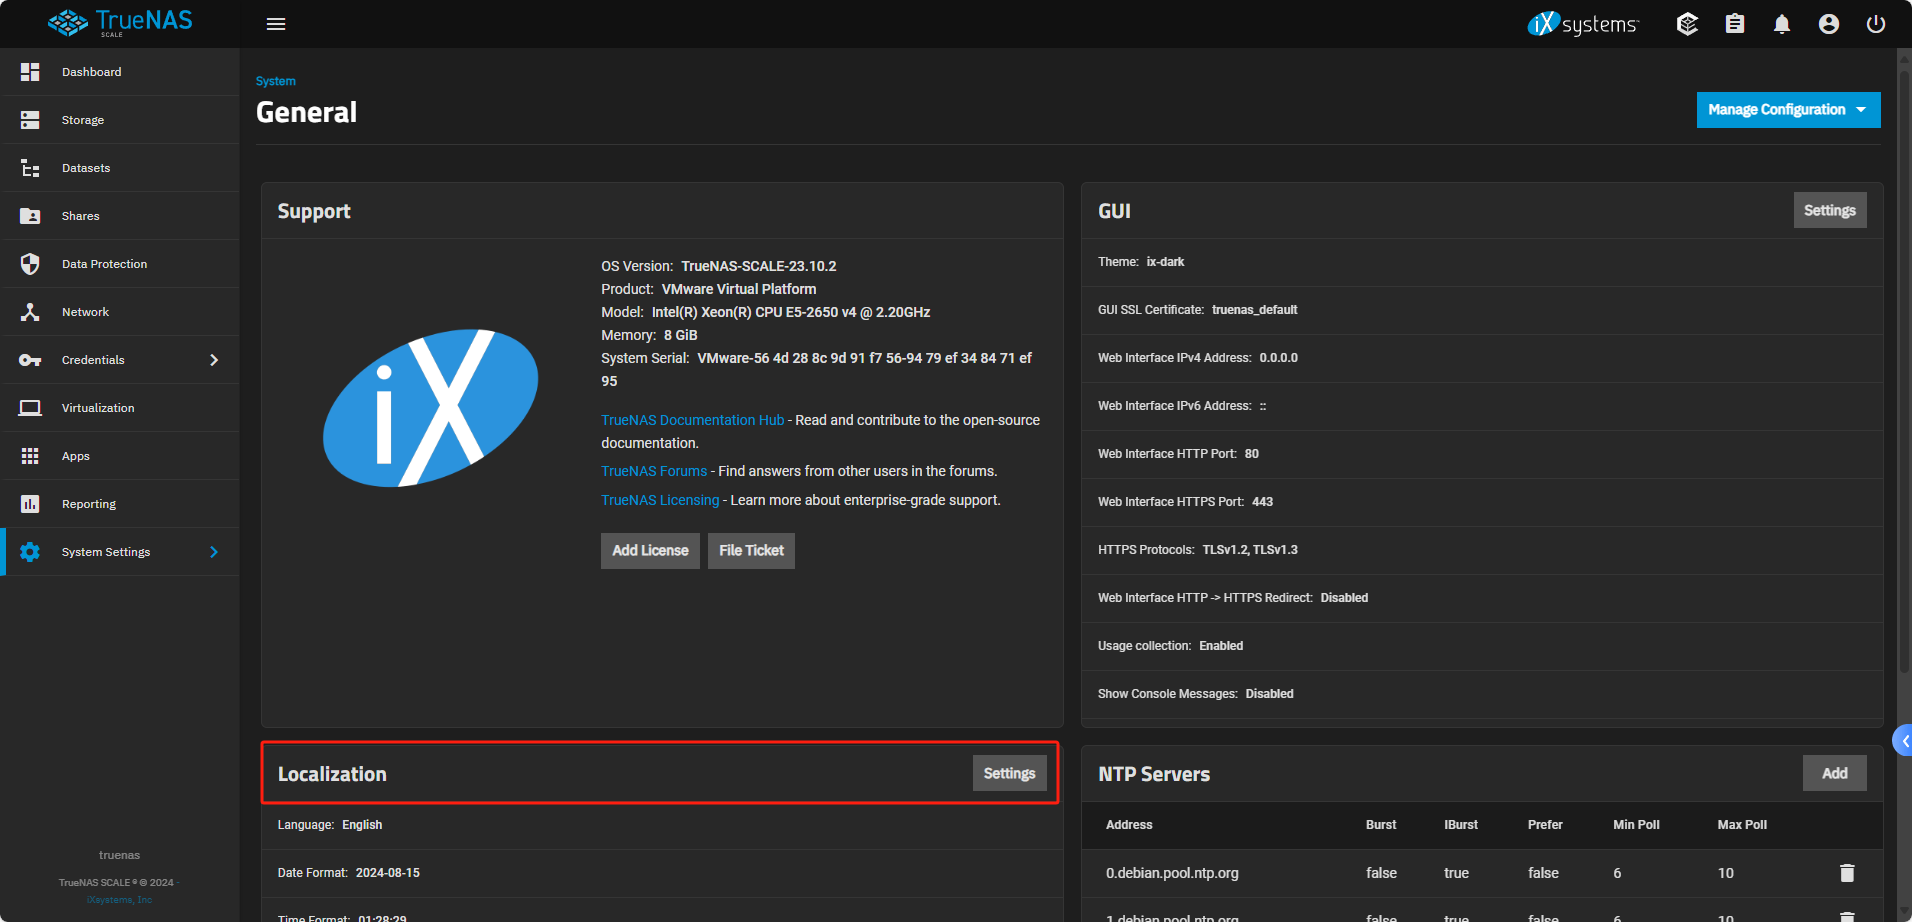 TrueNAS
SCALE
iX systems
Dashboard
Storage
Datasets
Shares
Data Protection
Network
Credentials
Virtualization
Apps
Reporting
System Settings
truenas
TrueNAS SCALE ® © 2024 -
iXsystems, Inc
System
General
Manage Configuration
Support
iX
OS Version: TrueNAS-SCALE-23.10.2
Product: VMware Virtual Platform
Model: Intel(R) Xeon(R) CPU E5-2650 v4 @ 2.20GHz
Memory: 8 GiB
System Serial: VMware-56 4d 28 8c 9d 91 f7 56-94 79 ef 34 84 71 ef
95
TrueNAS Documentation Hub - Read and contribute to the open-source
documentation.
TrueNAS Forums - Find answers from other users in the forums.
TrueNAS Licensing - Learn more about enterprise-grade support.
Add License File Ticket
GUI
Settings
Theme: ix-dark
GUI SSL Certificate: truenas_default
Web Interface IPv4 Address: 0.0.0.0
Web Interface IPv6 Address: ::
Web Interface HTTP Port: 80
Web Interface HTTPS Port: 443
HTTPS Protocols: TLSv1.2, TLSv1.3
Web Interface HTTP -> HTTPS Redirect: Disabled
Usage collection: Enabled
Show Console Messages: Disabled
Localization
Settings
Language: English
Date Format: 2024-08-15
Time Format: 01:28:29
NTP Servers
Add
Address Burst IBurst Prefer Min Poll Max Poll
0.debian.pool.ntp.org false true false 6 10
1.debian.pool.ntp.org false true false 6 10